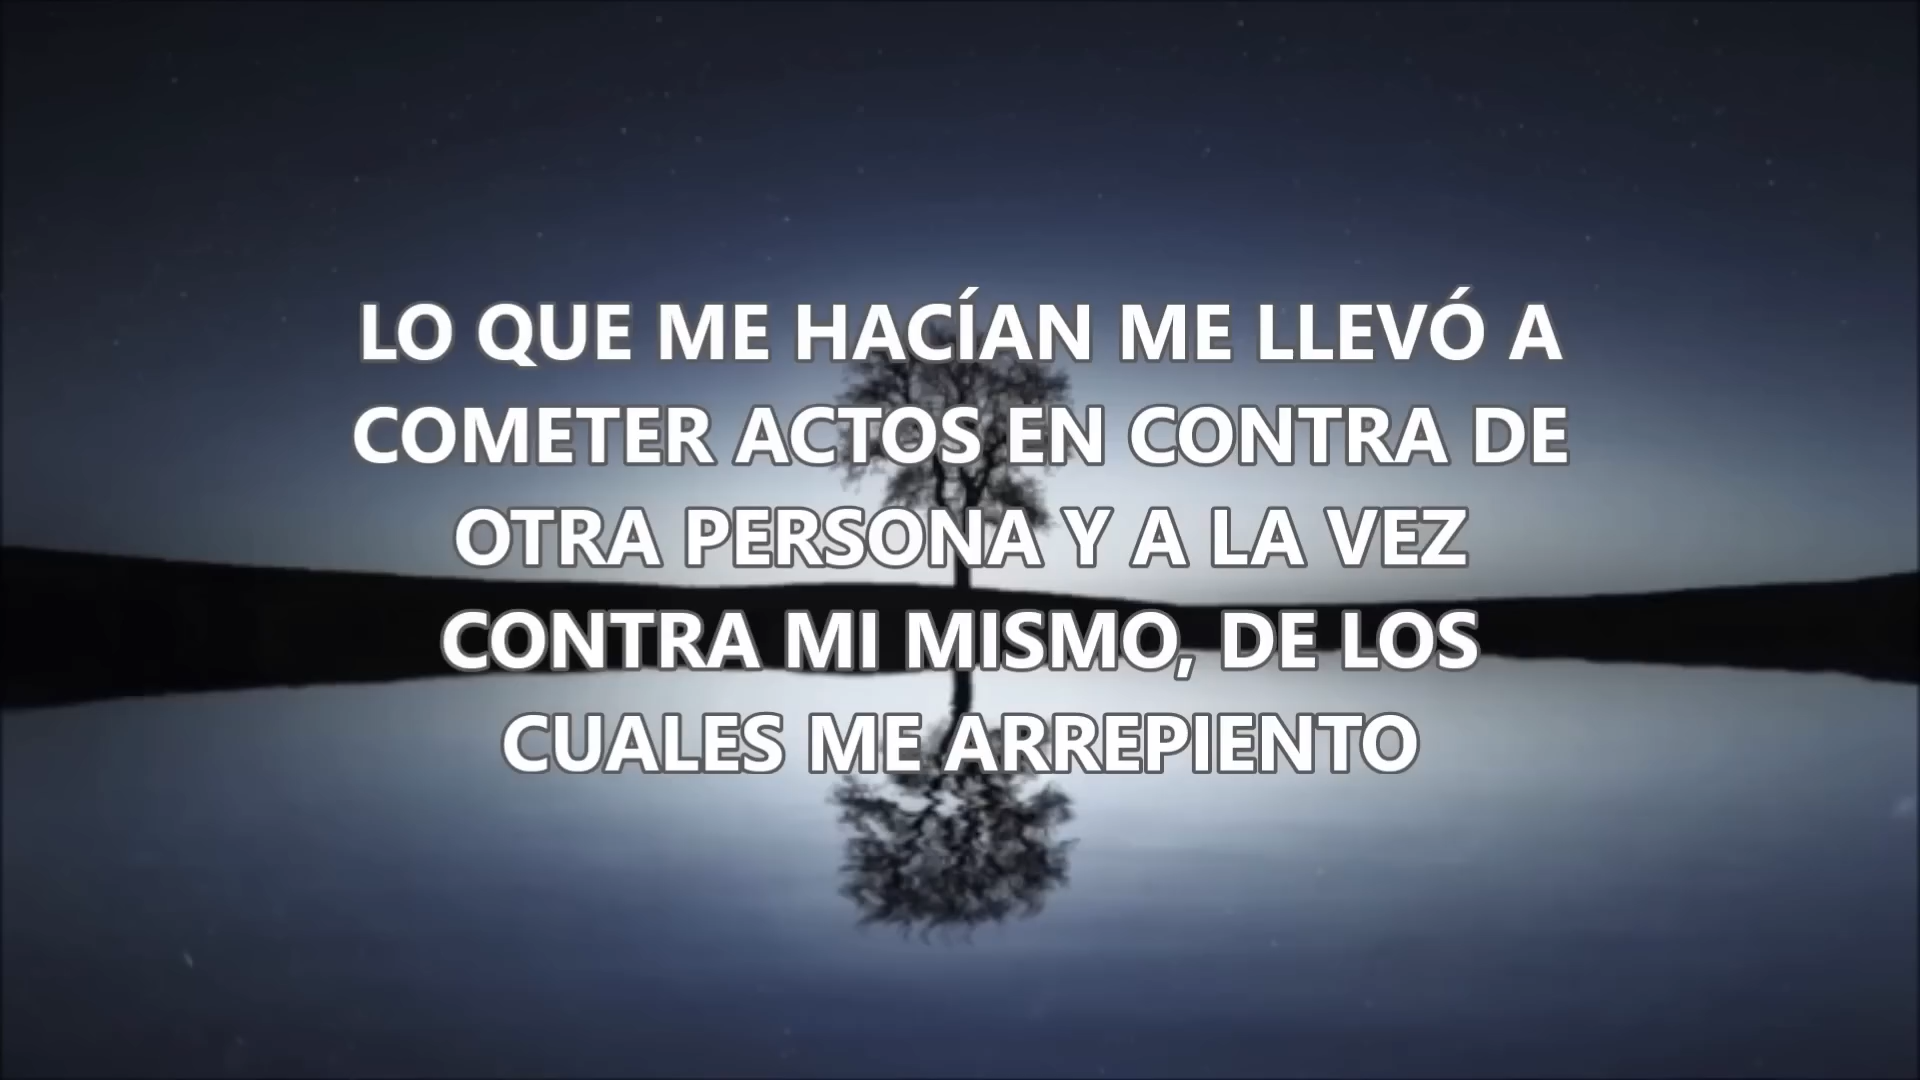 LO QUE ME HACÍAN ME LLEVÓ A
COMETER ACTOS EN CONTRA DE
OTRA PERSONA Y A LA VEZ
CONTRA MI MISMO, DE LOS
CUALES ME ARREPIENTO